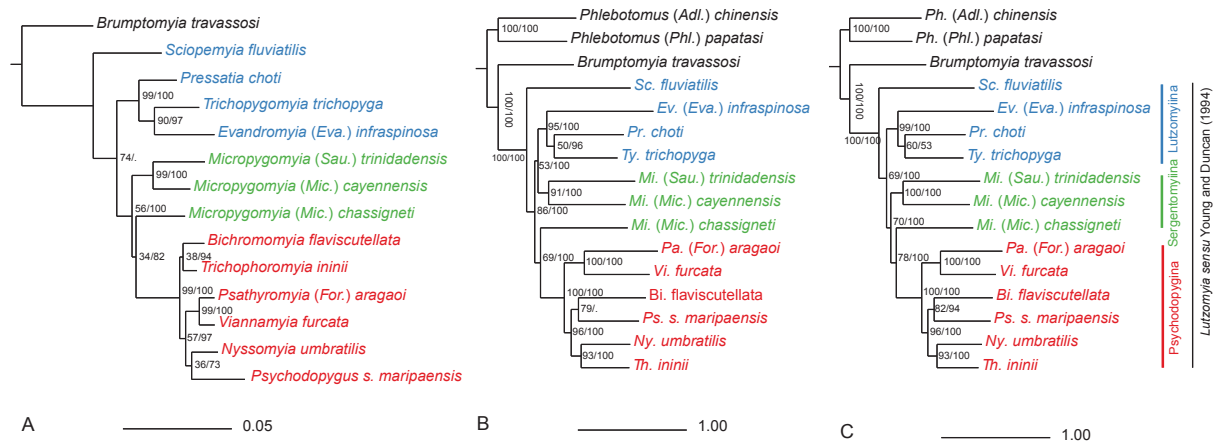 Brumptomyia travassosi
Sciopemyia fluviatilis
Pressatia choti
99/100
Trichopygomyia trichopyga
90/97
Evandromyia (Eva.) infraspinosa
74/.
Micropygomyia (Sau.) trinidadensis
99/100
Micropygomyia (Mic.) cayennensis
56/100
Micropygomyia (Mic.) chassigneti
34/82
Bichromomyia flaviscutellata
38/94
Trichophoromyia ininii
99/100
Psathyromyia (For.) aragaoi
99/100
Viannamyia furcata
57/97
Nyssomyia umbratilis
36/73
Psychodopygus s. maripaensis
A
0.05
Phlebotomus (Adl.) chinensis
100/100
Phlebotomus (Phl.) papatasi
Brumptomyia travassosi
100/100
Sc. fluviatilis
100/100
Ev. (Eva.) infraspinosa
95/100
Pr. choti
50/96
Ty. trichopyga
53/100
Mi. (Sau.) trinidadensis
91/100
Mi. (Mic.) cayennensis
86/100
Mi. (Mic.) chassigneti
69/100
Pa. (For.) aragaoi
100/100
Vi. furcata
100/100
Bi. flaviscutellata
79/.
Ps. s. maripaensis
96/100
Ny. umbratilis
93/100
Th. ininii
B
1.00
Ph. (Adl.) chinensis
100/100
Ph. (Phl.) papatasi
Brumptomyia travassosi
100/100
Sc. fluviatilis
100/100
Ev. (Eva.) infraspinosa
99/100
Pr. choti
60/53
Ty. trichopyga
69/100
Mi. (Sau.) trinidadensis
100/100
Mi. (Mic.) cayennensis
70/100
Mi. (Mic.) chassigneti
78/100
Pa. (For.) aragaoi
100/100
Vi. furcata
100/100
Bi. flaviscutellata
82/94
Ps. s. maripaensis
96/100
Ny. umbratilis
93/100
Th. ininii
C
1.00
Lutzomyiina
Sergentomyiina
Psychodopygina
Lutzomyia sensu Young and Duncan (1994)